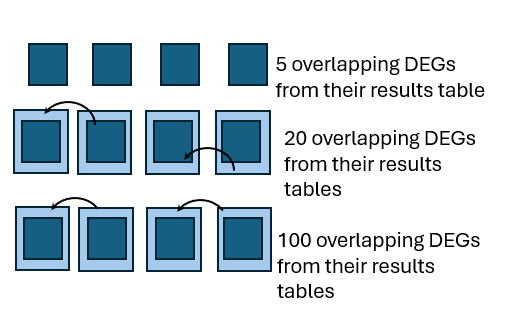 5 overlapping DEGs
from their results table
20 overlapping DEGs
from their results
tables
100 overlapping DEGs
from their results
tables